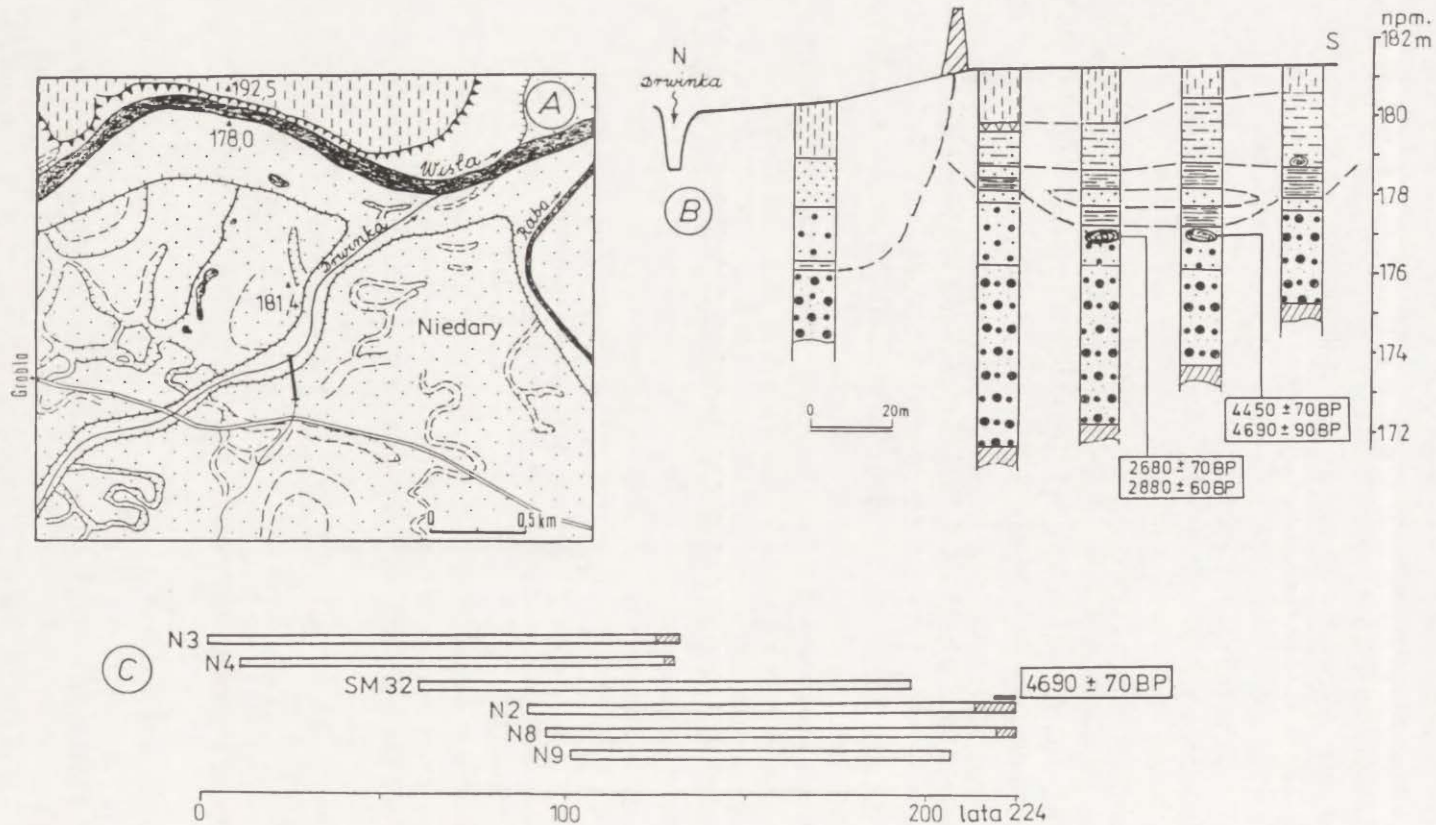 A
192,5
178,0
Wisła
Drwinka
Raba
181,4
Niedary
Grobla
0 0,5 km
N
Drwinka
B
S
npm.
182 m
180
178
176
174
172
0 20m
4450 ± 70 BP
4690 ± 90 BP
2680 ± 70 BP
2880 ± 60 BP
C
N3
N4
SM 32
4690 ± 70 BP
N2
N8
N9
0 100 200 lata 224